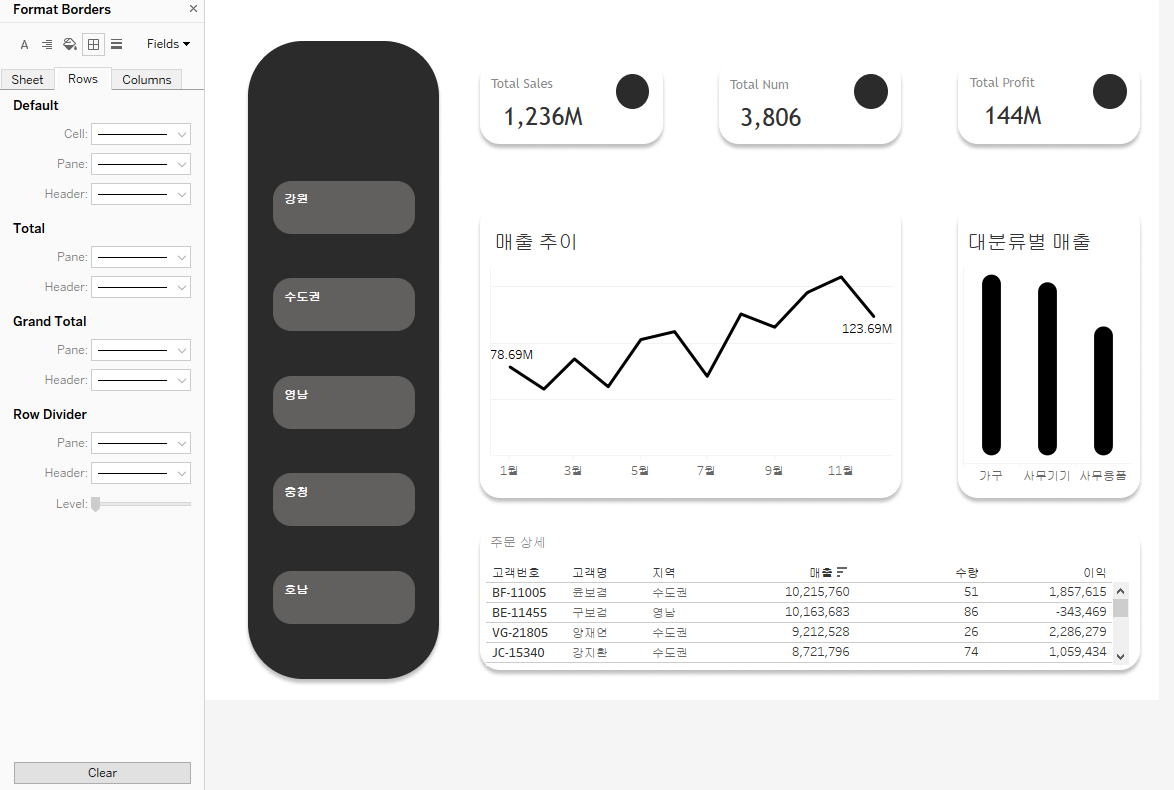 Format Borders
Fields
Sheet
Rows
Columns
Default
Cell:
Pane:
Header:
Total
Pane:
Header:
Grand Total
Pane:
Header:
Row Divider
Pane:
Header:
Level:
Clear
강원
수도권
영남
충청
호남
Total Sales
1,236M
Total Num
3,806
Total Profit
144M
매출 추이
78.69M
123.69M
1월 3월 5월 7월 9월 11월
대분류별 매출
가구 사무기기 사무용품
주문 상세
고객번호 고객명 지역 매출 수량 이익
BF-11005 윤보겸 수도권 10,215,760 51 1,857,615
BE-11455 구보검 영남 10,163,683 86 -343,469
VG-21805 양재연 수도권 9,212,528 26 2,286,279
JC-15340 강지환 수도권 8,721,796 74 1,059,434